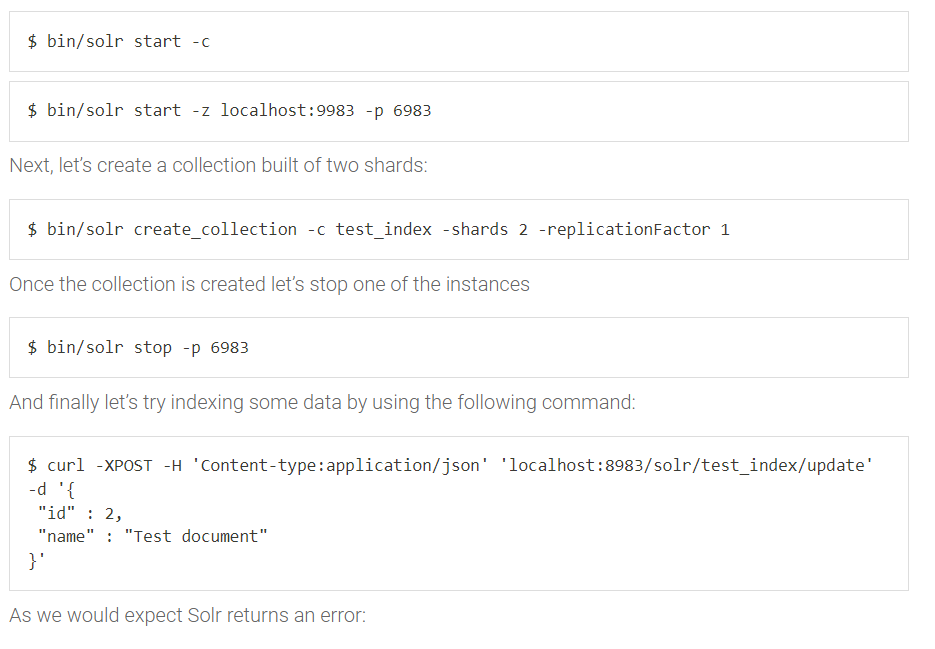 $ bin/solr start -c
$ bin/solr start -z localhost:9983 -p 6983
Next, let’s create a collection built of two shards:
$ bin/solr create_collection -c test_index -shards 2 -replicationFactor 1
Once the collection is created let’s stop one of the instances
$ bin/solr stop -p 6983
And finally let’s try indexing some data by using the following command:
$ curl -XPOST -H 'Content-type:application/json' 'localhost:8983/solr/test_index/update'
-d '{
 "id" : 2,
 "name" : "Test document"
}'
As we would expect Solr returns an error: